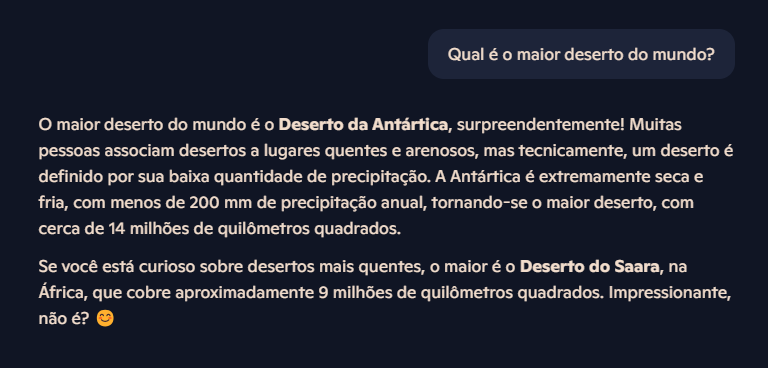 Qual é o maior deserto do mundo?
O maior deserto do mundo é o Deserto da Antártica, surpreendentemente! Muitas
pessoas associam desertos a lugares quentes e arenosos, mas tecnicamente, um deserto é
definido por sua baixa quantidade de precipitação. A Antártica é extremamente seca e
fria, com menos de 200 mm de precipitação anual, tornando-se o maior deserto, com
cerca de 14 milhões de quilômetros quadrados.
Se você está curioso sobre desertos mais quentes, o maior é o Deserto do Saara, na
África, que cobre aproximadamente 9 milhões de quilômetros quadrados. Impressionante,
não é? 😊